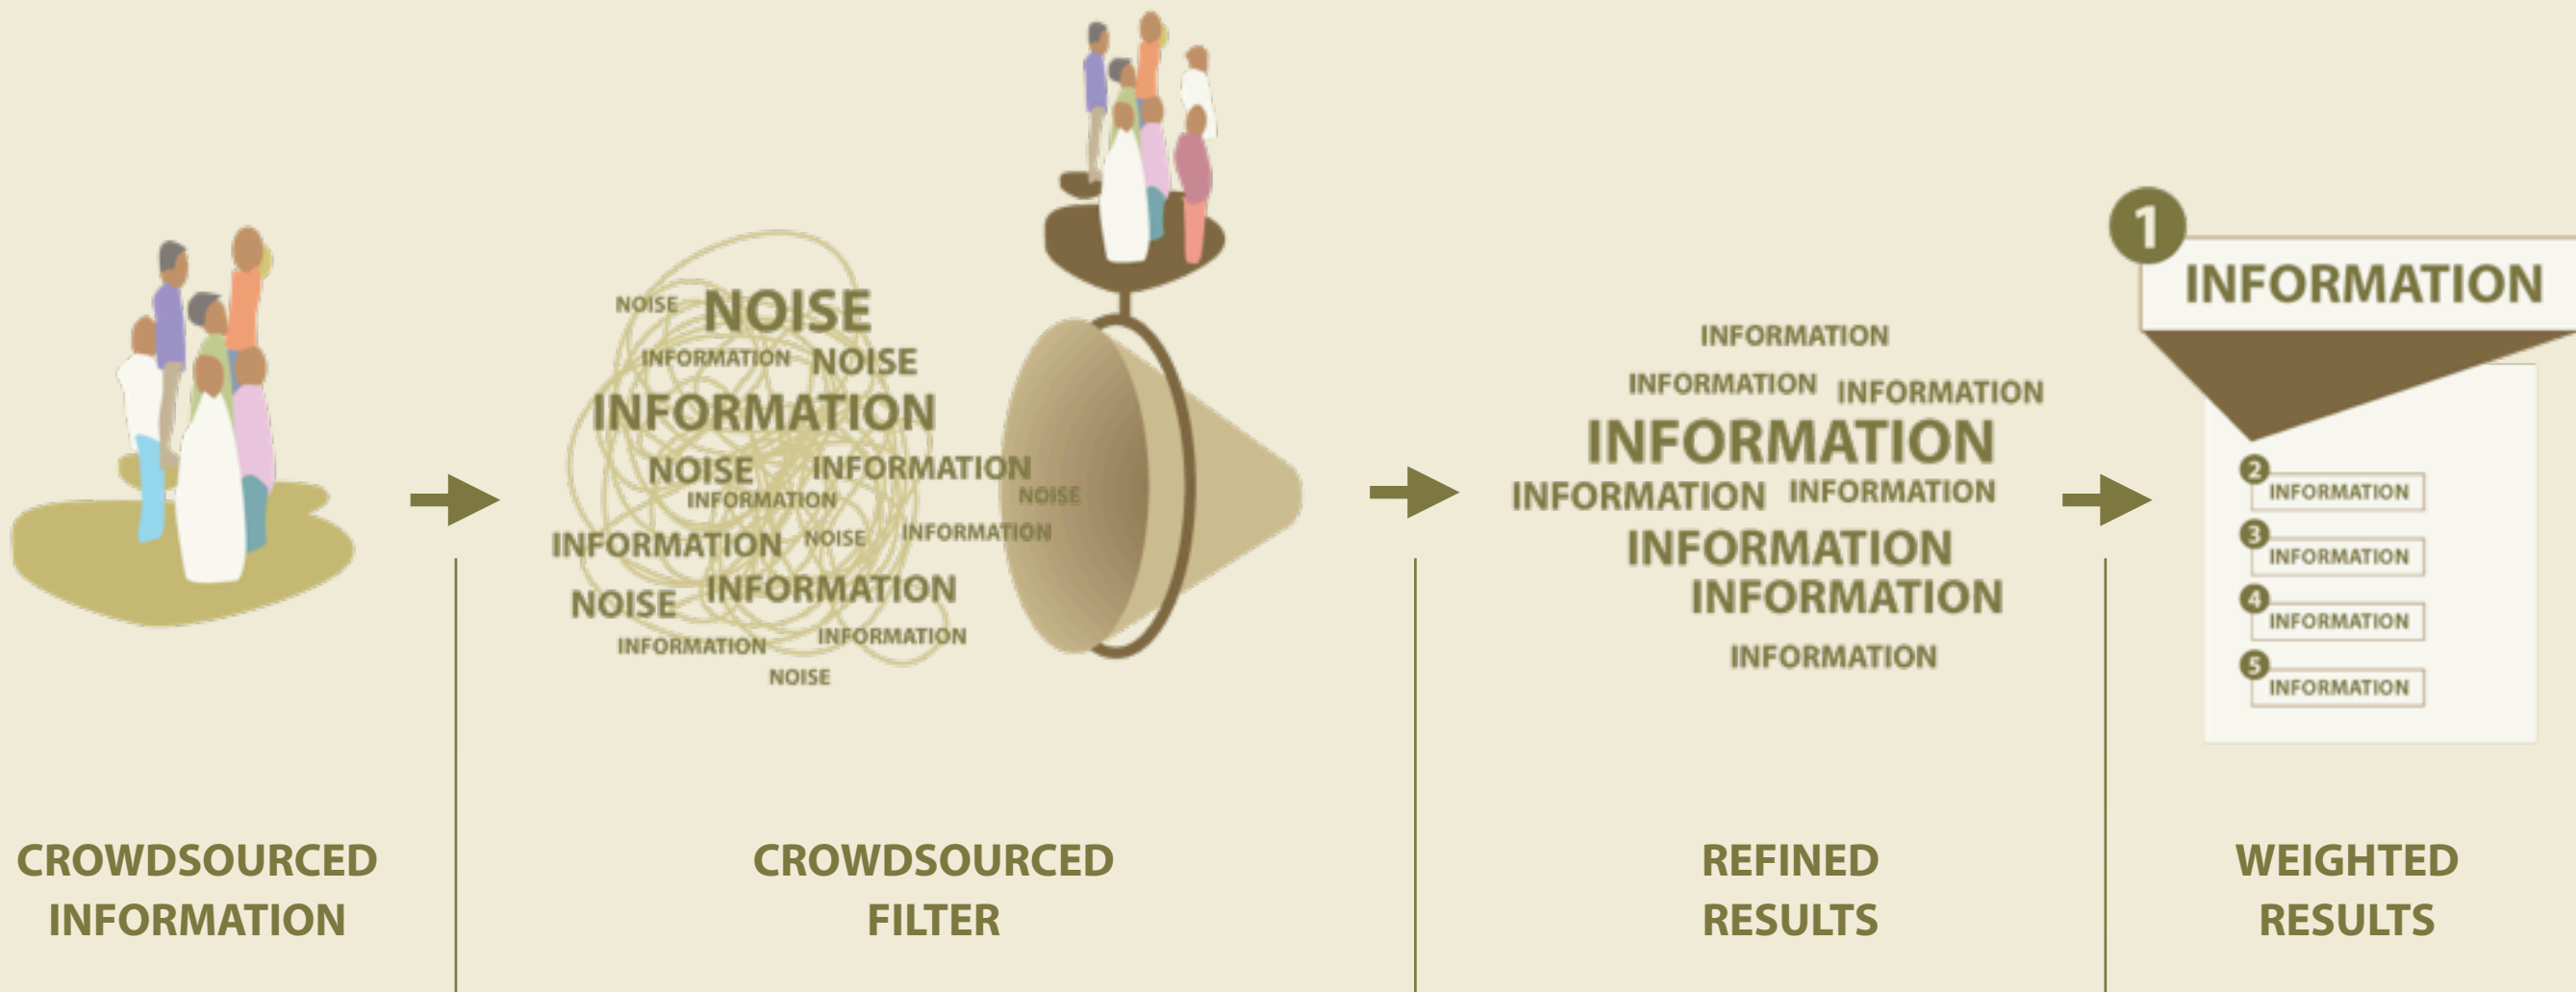 NOISE
NOISE
INFORMATION
NOISE
INFORMATION
NOISE
INFORMATION
INFORMATION
NOISE
INFORMATION
NOISE
INFORMATION
NOISE
INFORMATION
INFORMATION
INFORMATION
NOISE
CROWDSOURCED
INFORMATION
CROWDSOURCED
FILTER
INFORMATION
INFORMATION
INFORMATION
INFORMATION
INFORMATION
INFORMATION
INFORMATION
INFORMATION
INFORMATION
REFINED
RESULTS
1
INFORMATION
2
INFORMATION
3
INFORMATION
4
INFORMATION
5
INFORMATION
WEIGHTED
RESULTS